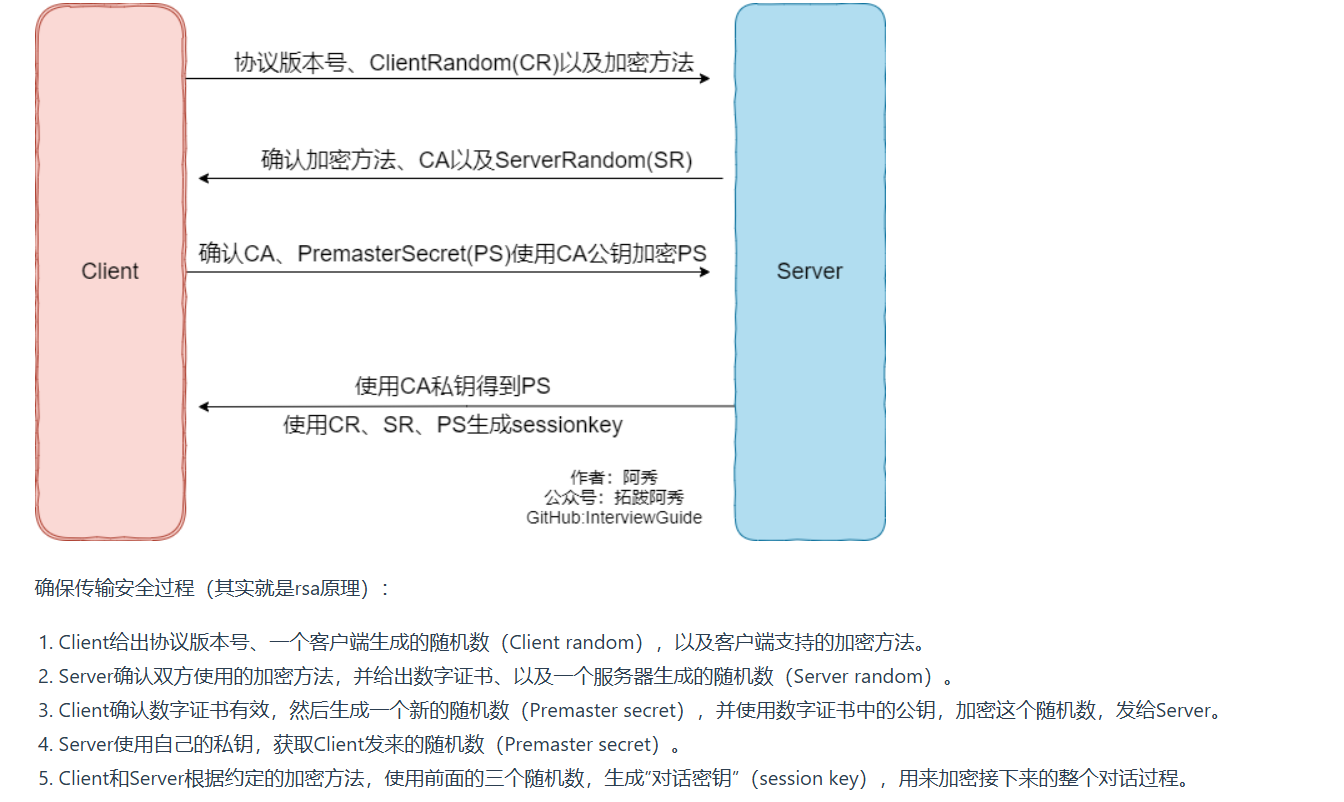 协议版本号、ClientRandom(CR)以及加密方法
确认加密方法、CA以及ServerRandom(SR)
确认CA、PremasterSecret(PS)使用CA公钥加密PS
Client
Server
使用CA私钥得到PS
使用CR、SR、PS生成sessionkey
作者：阿秀
公众号：拓跋阿秀
GitHub:InterviewGuide
确保传输安全过程（其实就是rsa原理）：
1. Client给出协议版本号、一个客户端生成的随机数（Client random），以及客户端支持的加密方法。
2. Server确认双方使用的加密方法，并给出数字证书、以及一个服务器生成的随机数（Server random）。
3. Client确认数字证书有效，然后生成一个新的随机数（Premaster secret），并使用数字证书中的公钥，加密这个随机数，发给Server。
4. Server使用自己的私钥，获取Client发来的随机数（Premaster secret）。
5. Client和Server根据约定的加密方法，使用前面的三个随机数，生成“对话密钥”（session key），用来加密接下来的整个对话过程。